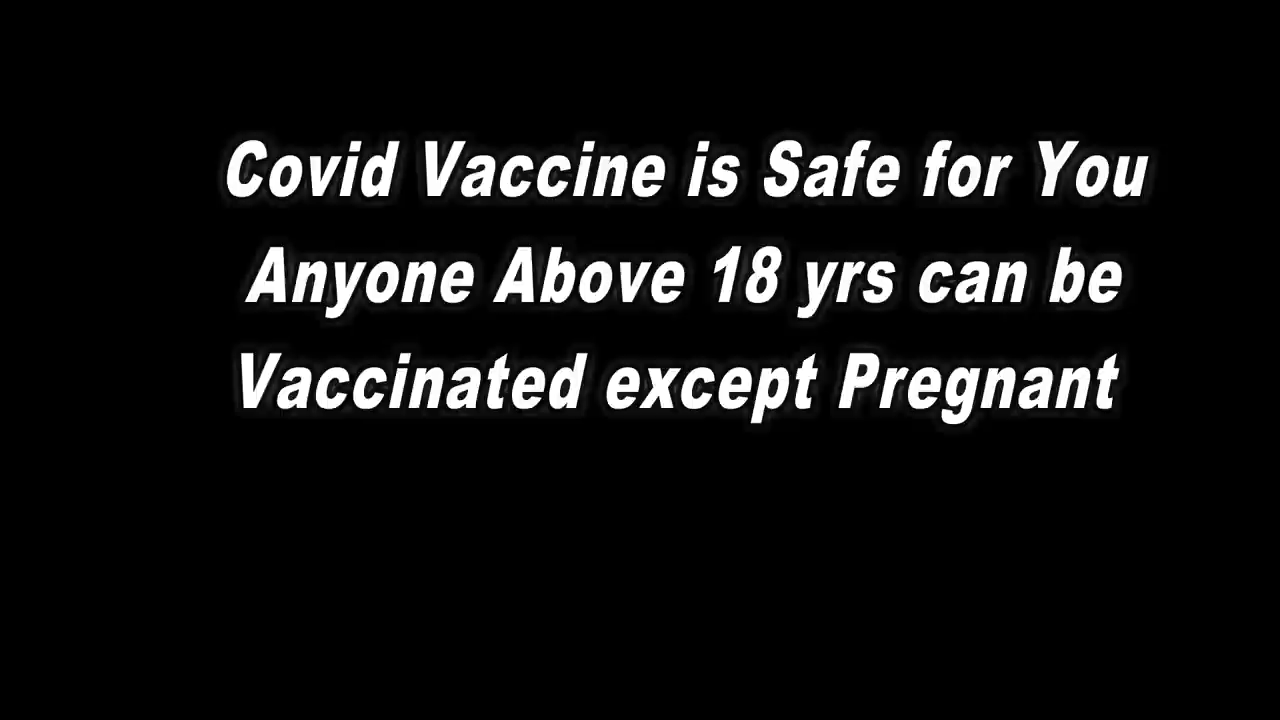 Covid Vaccine is Safe for You
Anyone Above 18 yrs can be
Vaccinated except Pregnant